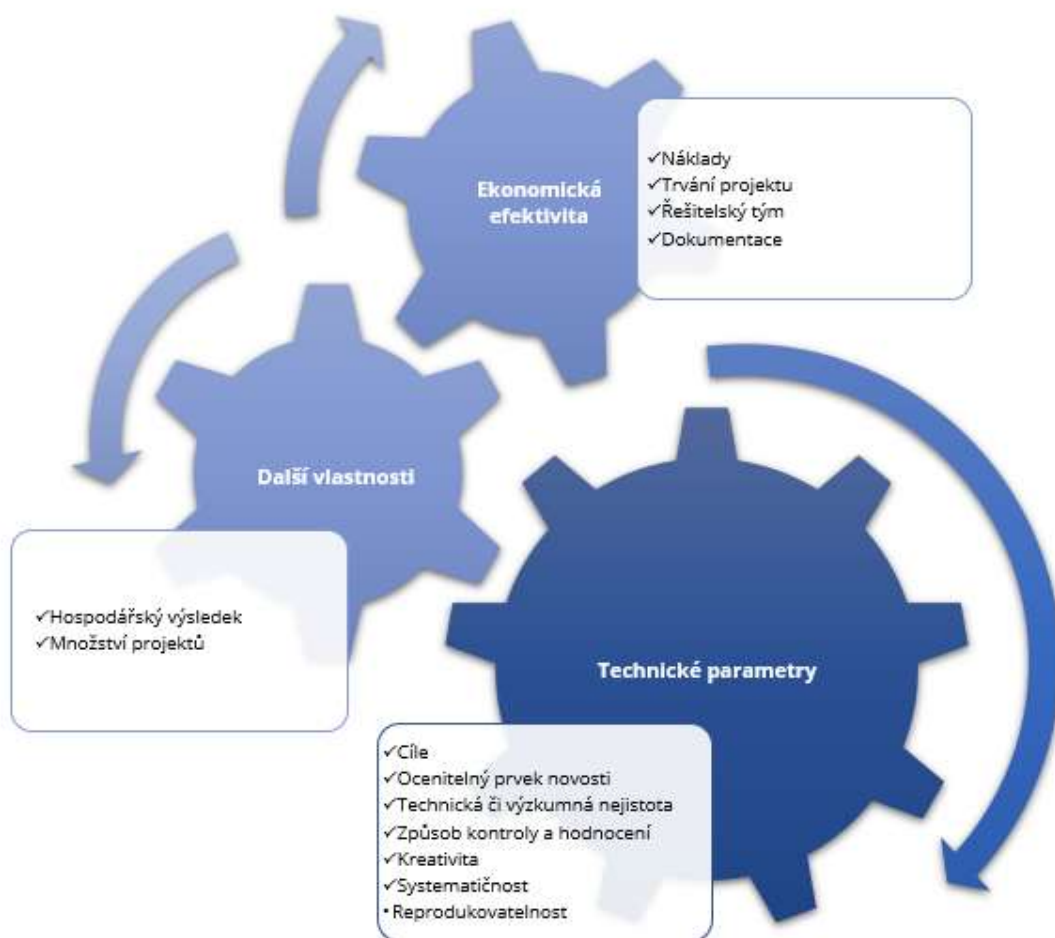 Ekonomická
efektivita
✓Náklady
✓Trvání projektu
✓Řešitelský tým
✓Dokumentace
Další vlastnosti
✓Hospodářský výsledek
✓Množství projektů
Technické parametry
✓Cíle
✓Ocenitelný prvek novosti
✓Technická či výzkumná nejistota
✓Způsob kontroly a hodnocení
✓Kreativita
✓Systematičnost
•Reprodukovatelnost